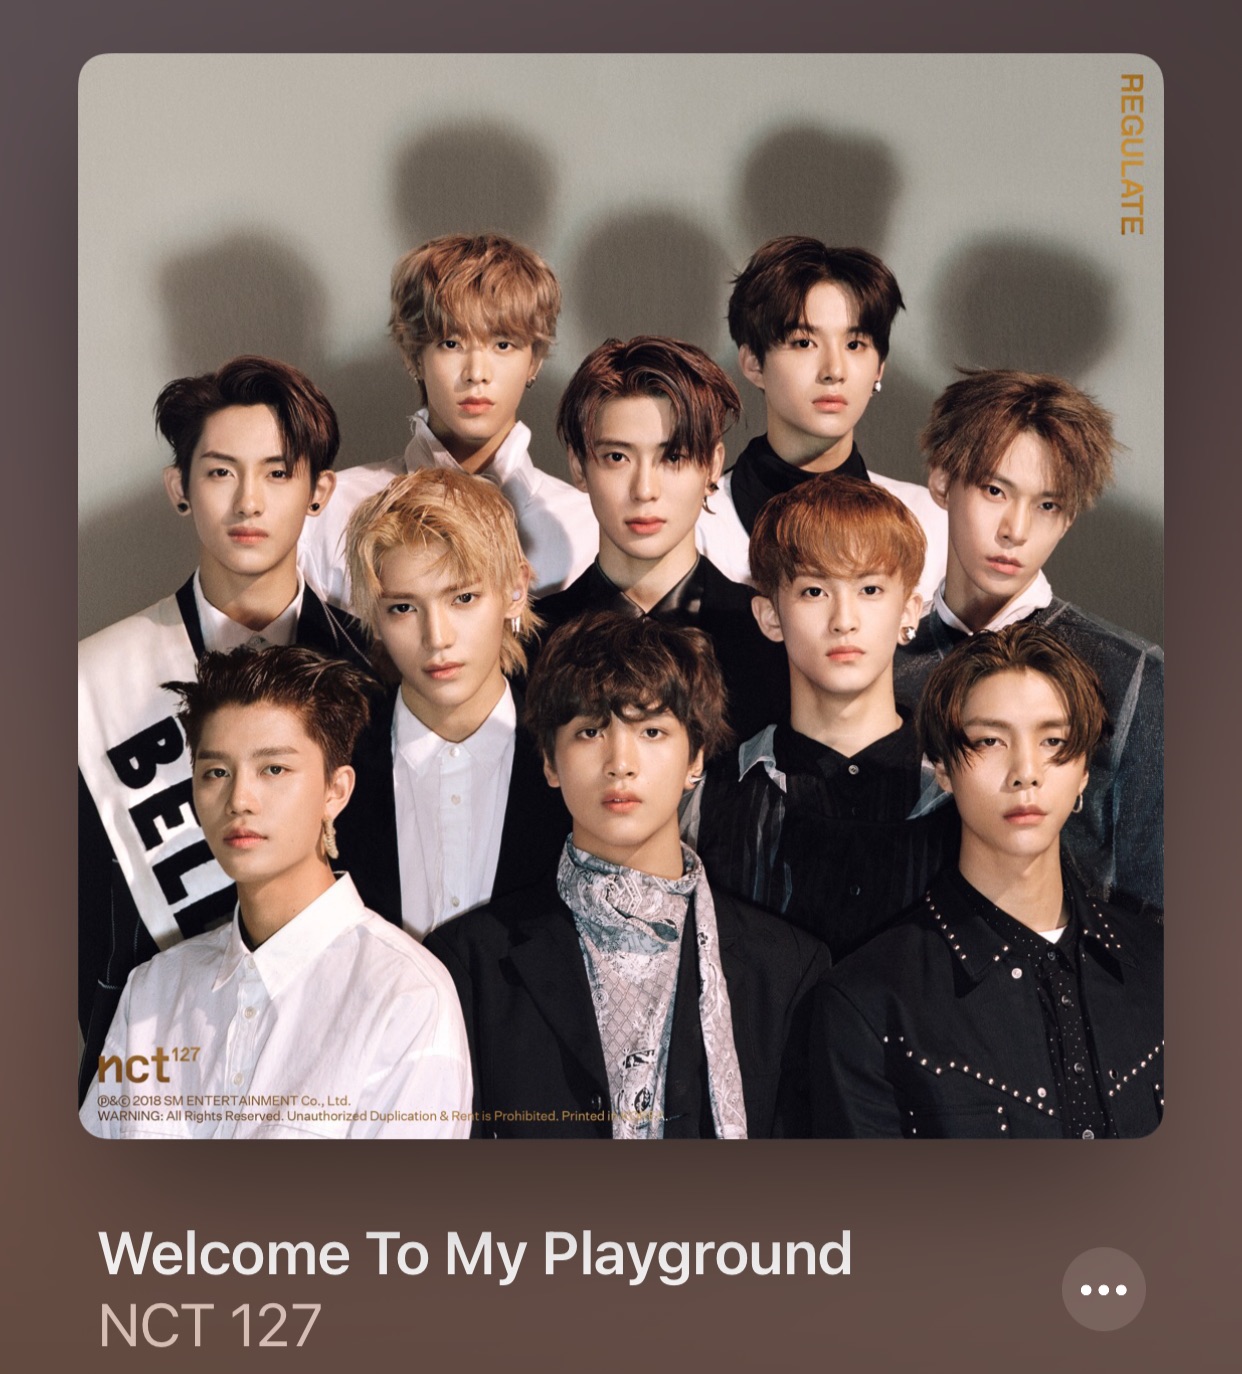 REGULATE
BELI
nct127
℗&© 2018 SM ENTERTAINMENT Co., Ltd.
WARNING: All Rights Reserved. Unauthorized Duplication & Rent is Prohibited. Printed in
Welcome To My Playground
NCT 127